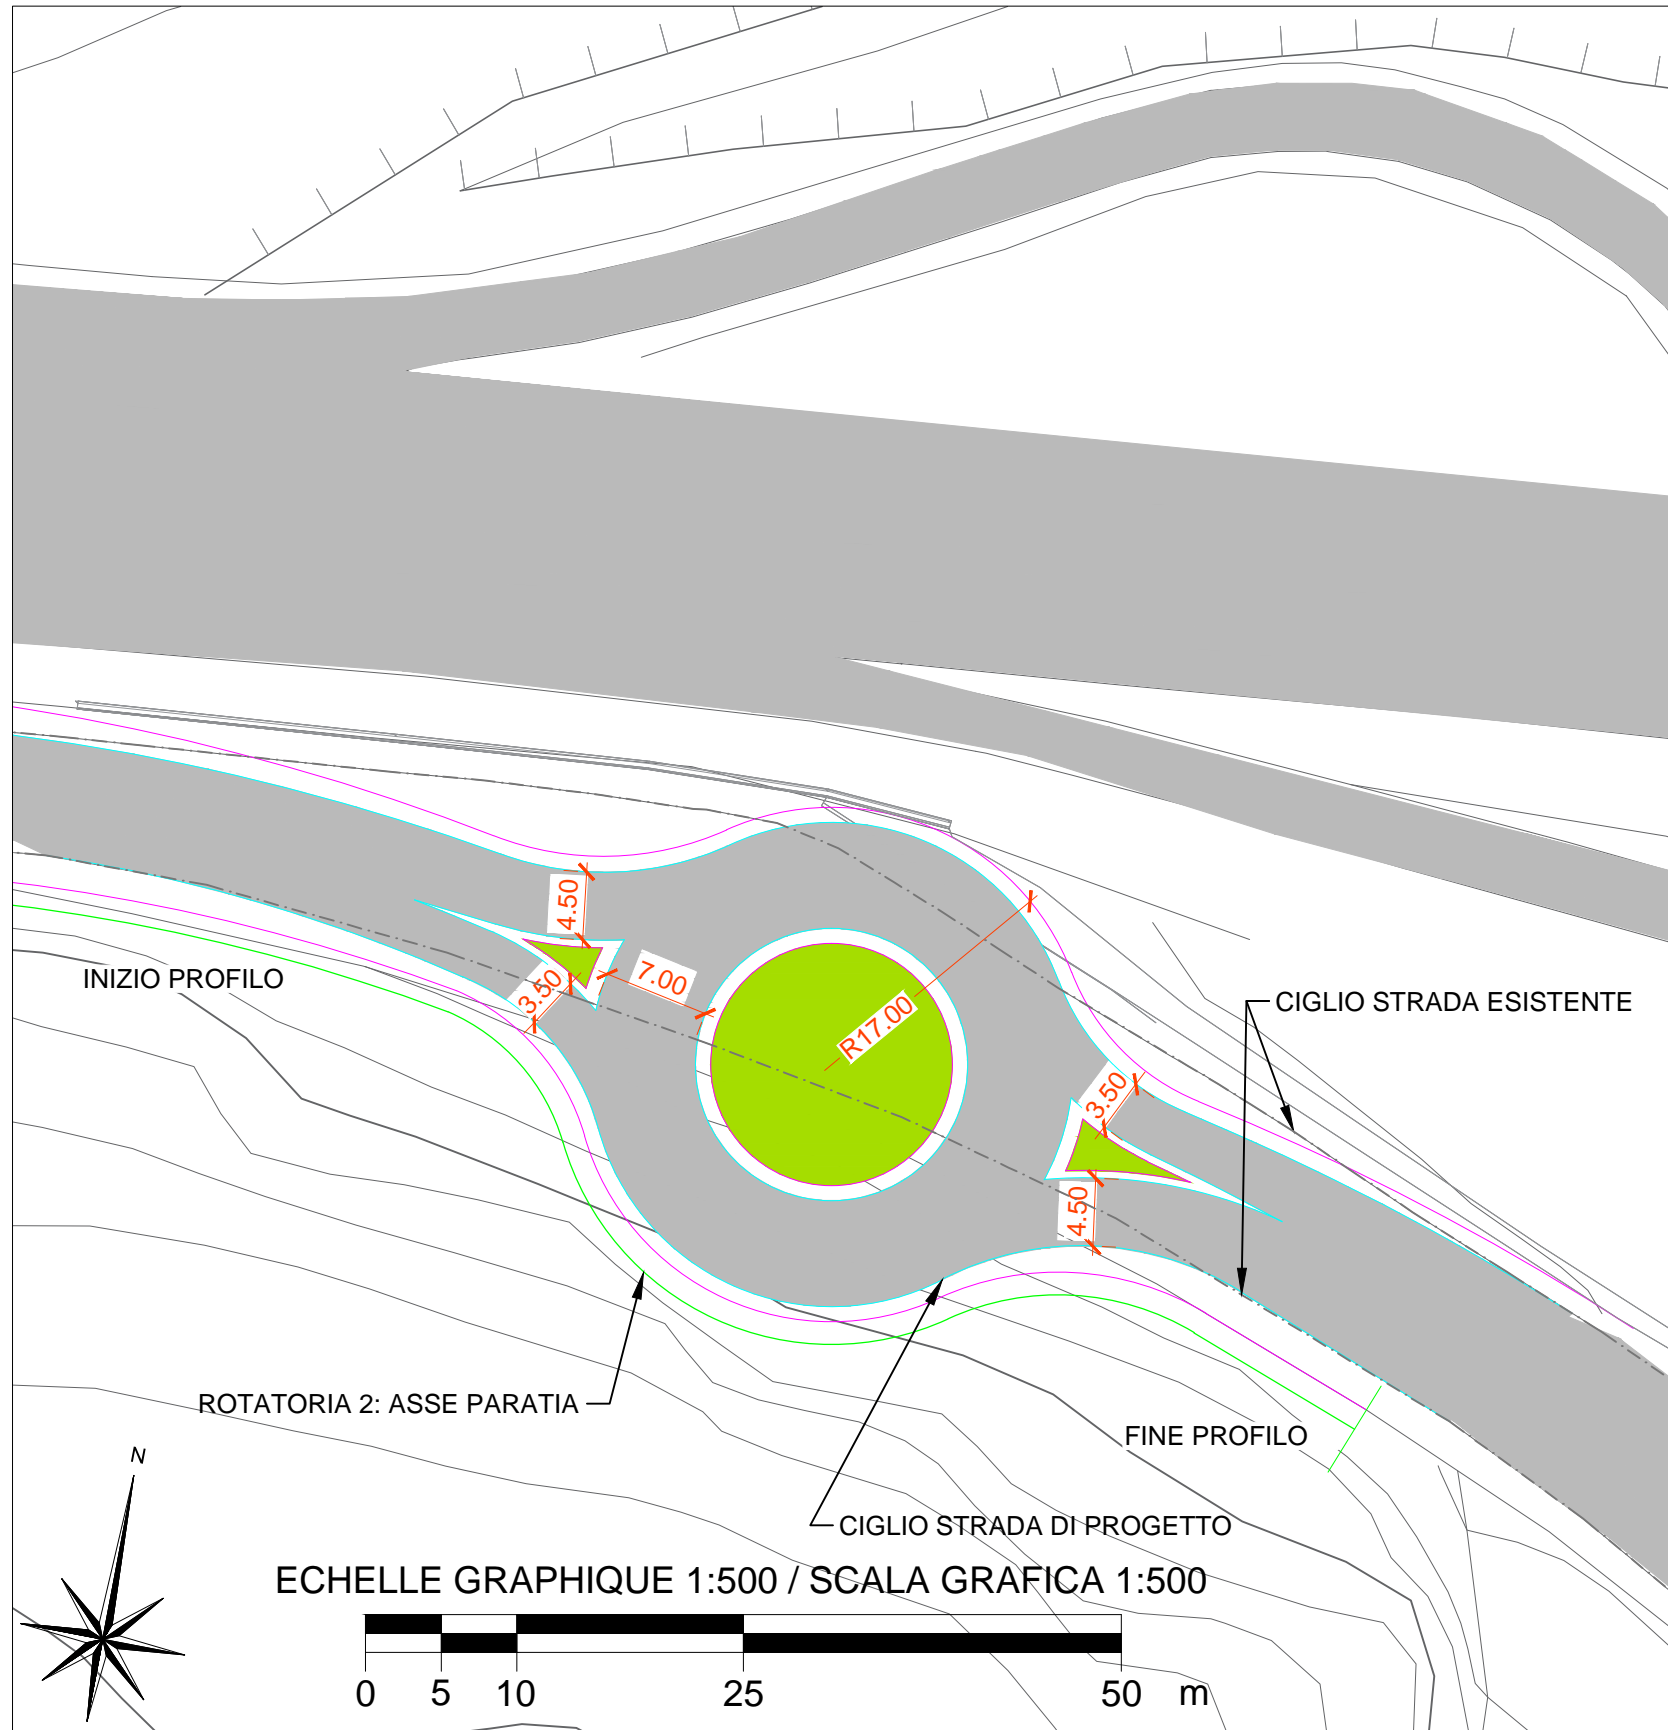 4.50
3.50
7.00
R17.00
INIZIO PROFILO
CIGLIO STRADA ESISTENTE
3.50
4.50
ROTATORIA 2: ASSE PARATIA
FINE PROFILO
N
CIGLIO STRADA DI PROGETTO
ECHELLE GRAPHIQUE 1:500 / SCALA GRAFICA 1:500
0 5 10 25 50 m